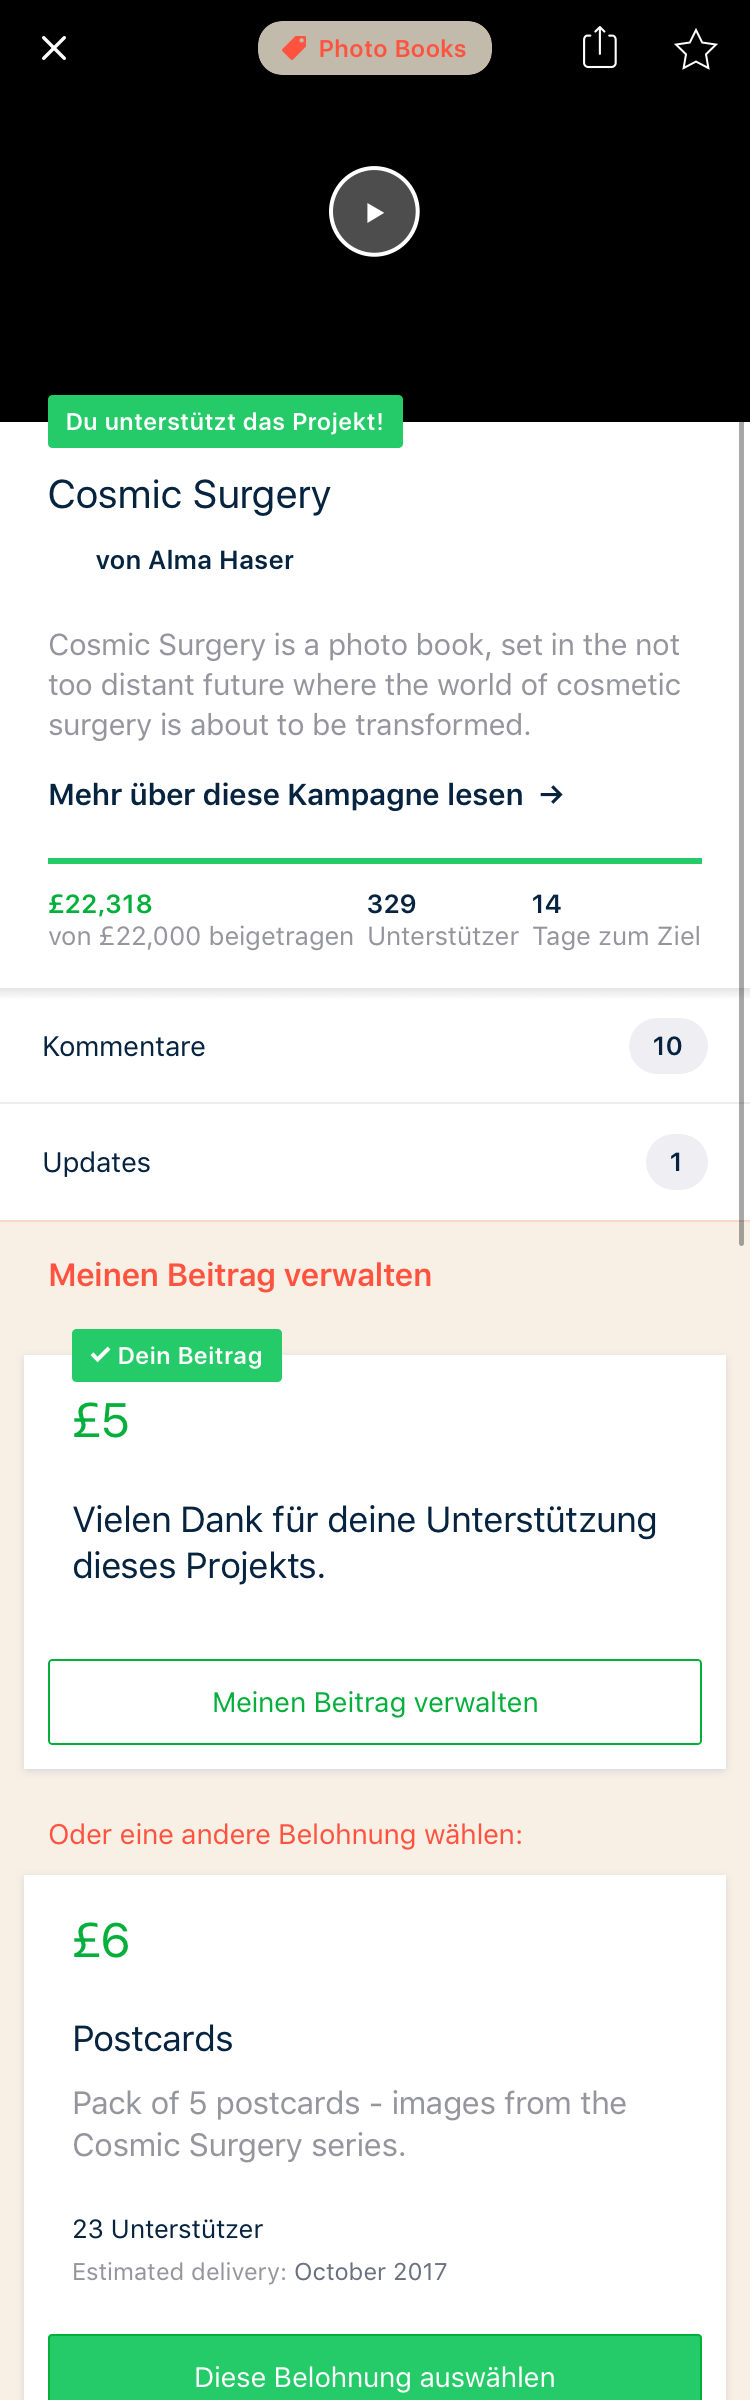 Photo Books
Du unterstützt das Projekt!
Cosmic Surgery
von Alma Haser
Cosmic Surgery is a photo book, set in the not
too distant future where the world of cosmetic
surgery is about to be transformed.
Mehr über diese Kampagne lesen →
£22,318
von £22,000 beigetragen
329
Unterstützer
14
Tage zum Ziel
Kommentare
10
Updates
1
Meinen Beitrag verwalten
Dein Beitrag
£5
Vielen Dank für deine Unterstützung
dieses Projekts.
Meinen Beitrag verwalten
Oder eine andere Belohnung wählen:
£6
Postcards
Pack of 5 postcards - images from the
Cosmic Surgery series.
23 Unterstützer
Estimated delivery: October 2017
Diese Belohnung auswählen